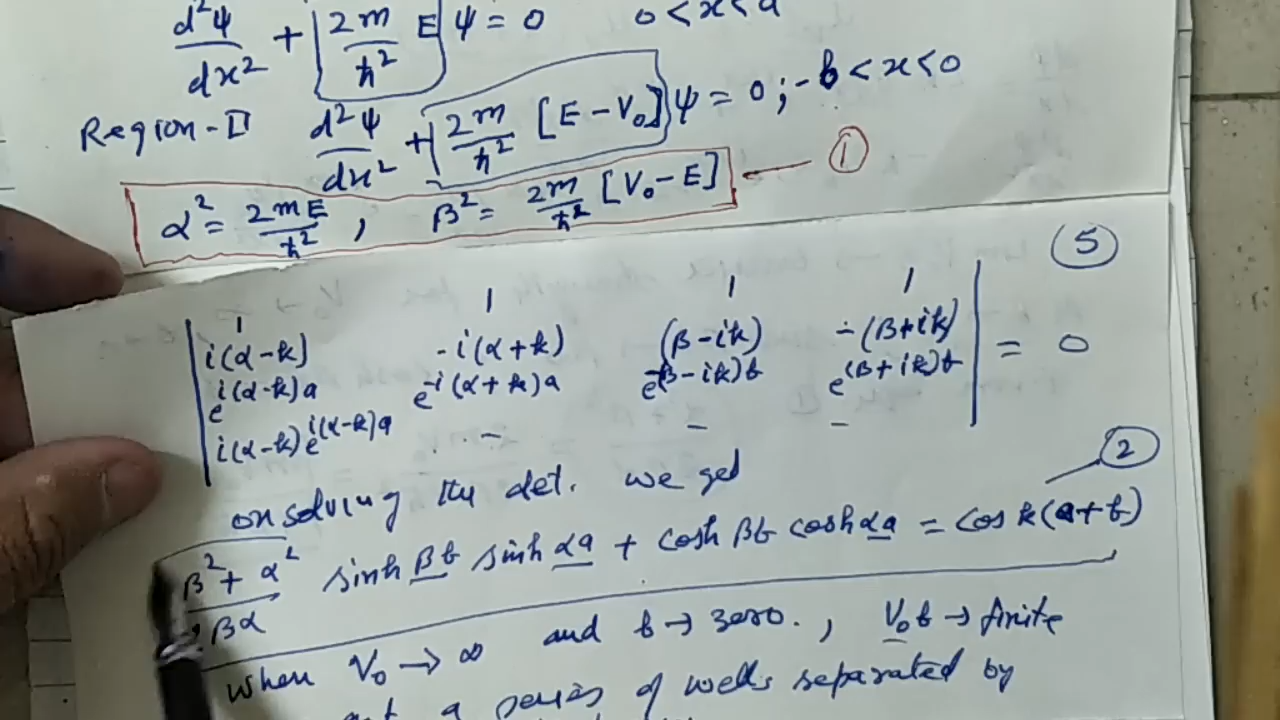 d²ψ/dx² + [2m/ħ² E] ψ = 0   0 < x < a
Region-II   d²ψ/dx² + [2m/ħ² [E - V₀]] ψ = 0 ; -b < x < 0
α² = 2mE/ħ² , β² = 2m/ħ² [V₀ - E] — ①
⑤
1   1   1   1
i(α-k)   -i(α+k)   (β-ik)   -(β+ik)
e^{i(α-k)a}   e^{-i(α+k)a}   e^{-(β-ik)b}   e^{(β+ik)b}   = 0
i(α-k)e^{i(α-k)a}   -   -   -
on solving the det. we get
②
β²+α²/βα sinh βb sinh αa + cosh βb cosh αa = cos k(a+b)
when V₀ → ∞ and b → zero. , V₀b → finite
a series of wells separated by